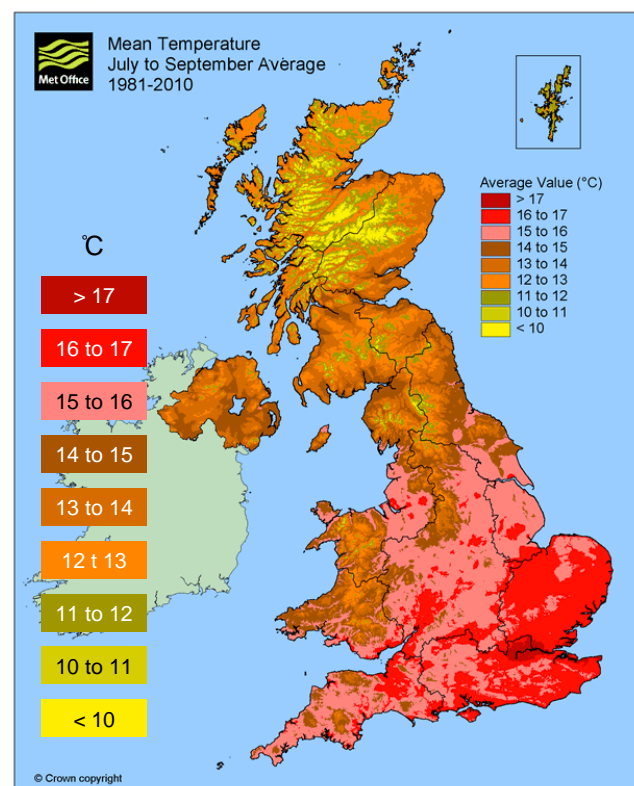 Met Office
Mean Temperature
July to September Average
1981-2010
Average Value (°C)
> 17
16 to 17
15 to 16
14 to 15
13 to 14
12 to 13
11 to 12
10 to 11
< 10
°C
> 17
16 to 17
15 to 16
14 to 15
13 to 14
12 t 13
11 to 12
10 to 11
< 10
© Crown copyright